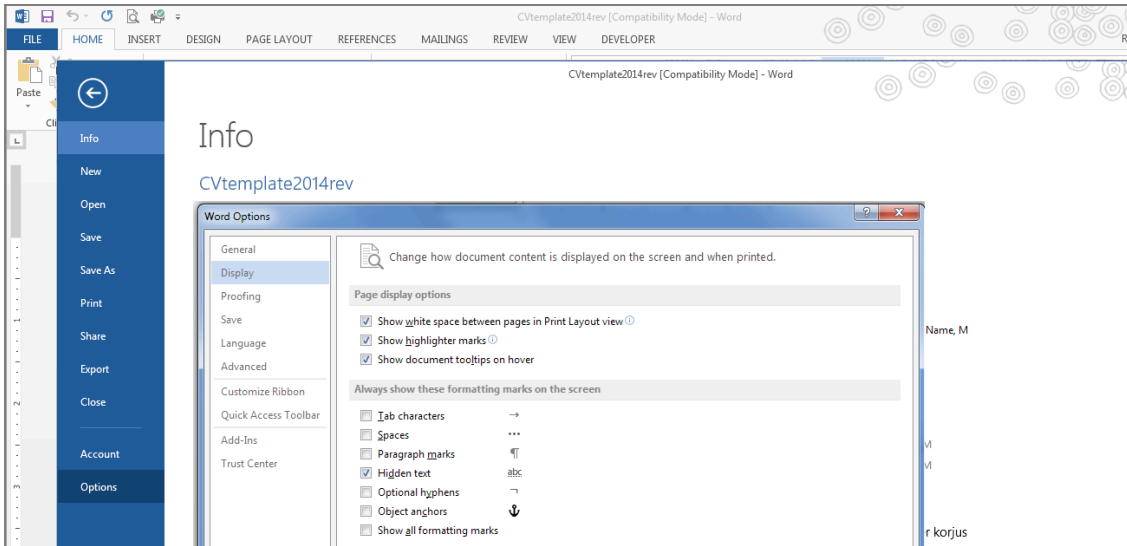 CVtemplate2014rev [Compatibility Mode] - Word
FILE HOME INSERT DESIGN PAGE LAYOUT REFERENCES MAILINGS REVIEW VIEW DEVELOPER R
CVtemplate2014rev [Compatibility Mode] - Word
Paste
Cli
Info
New
Open
Save
Save As
Print
Share
Export
Close
Account
Options
Info
CVtemplate2014rev
Word Options
General
Display
Proofing
Save
Language
Advanced
Customize Ribbon
Quick Access Toolbar
Add-Ins
Trust Center
Change how document content is displayed on the screen and when printed.
Page display options
Show white space between pages in Print Layout view
Show highlighter marks
Show document tooltips on hover
Always show these formatting marks on the screen
Tab characters →
Spaces ···
Paragraph marks ¶
Hidden text abc
Optional hyphens ¬
Object anchors
Show all formatting marks
Name, M
M
M
r korjus